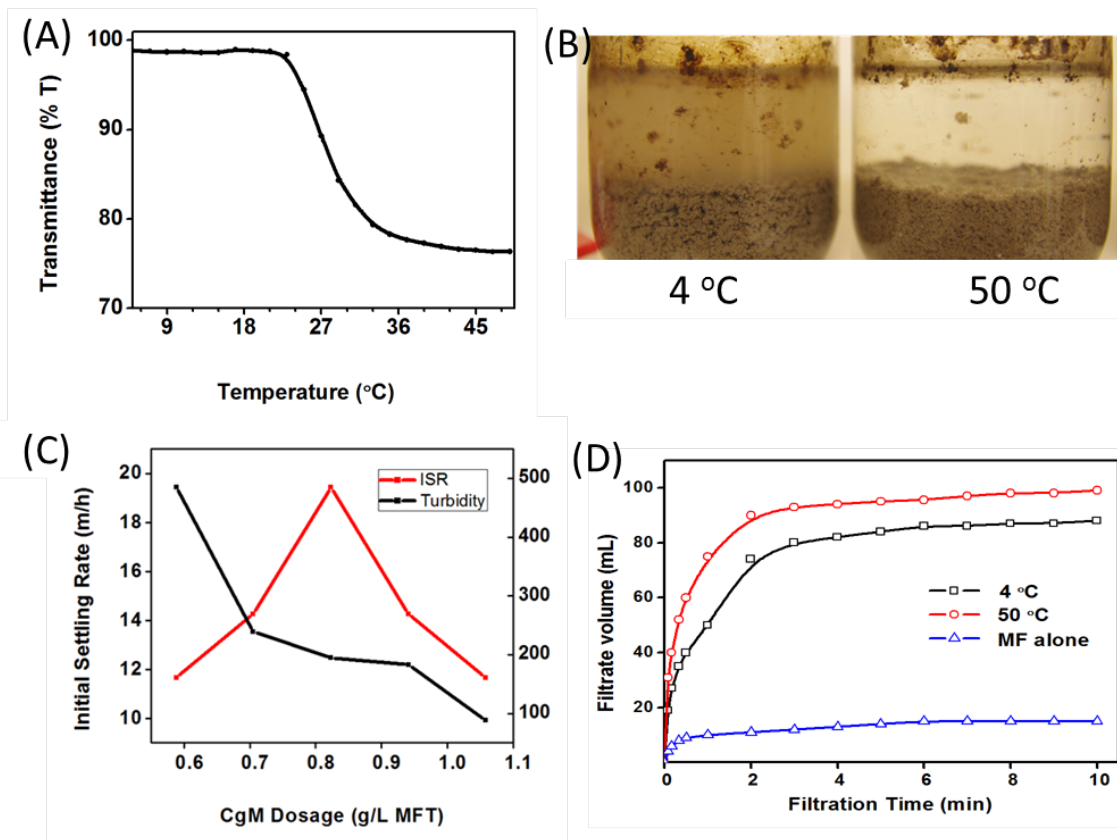 (A)
100
90
80
70
Transmittance (% T)
9 18 27 36 45
Temperature (°C)
(B)
4 °C 50 °C
(C)
20
18
16
14
12
10
Initial Settling Rate (m/h)
ISR
Turbidity
500
400
300
200
100
0.6 0.7 0.8 0.9 1.0 1.1
CgM Dosage (g/L MFT)
(D)
100
80
60
40
20
Filtrate volume (mL)
4 °C
50 °C
MF alone
0 2 4 6 8 10
Filtration Time (min)